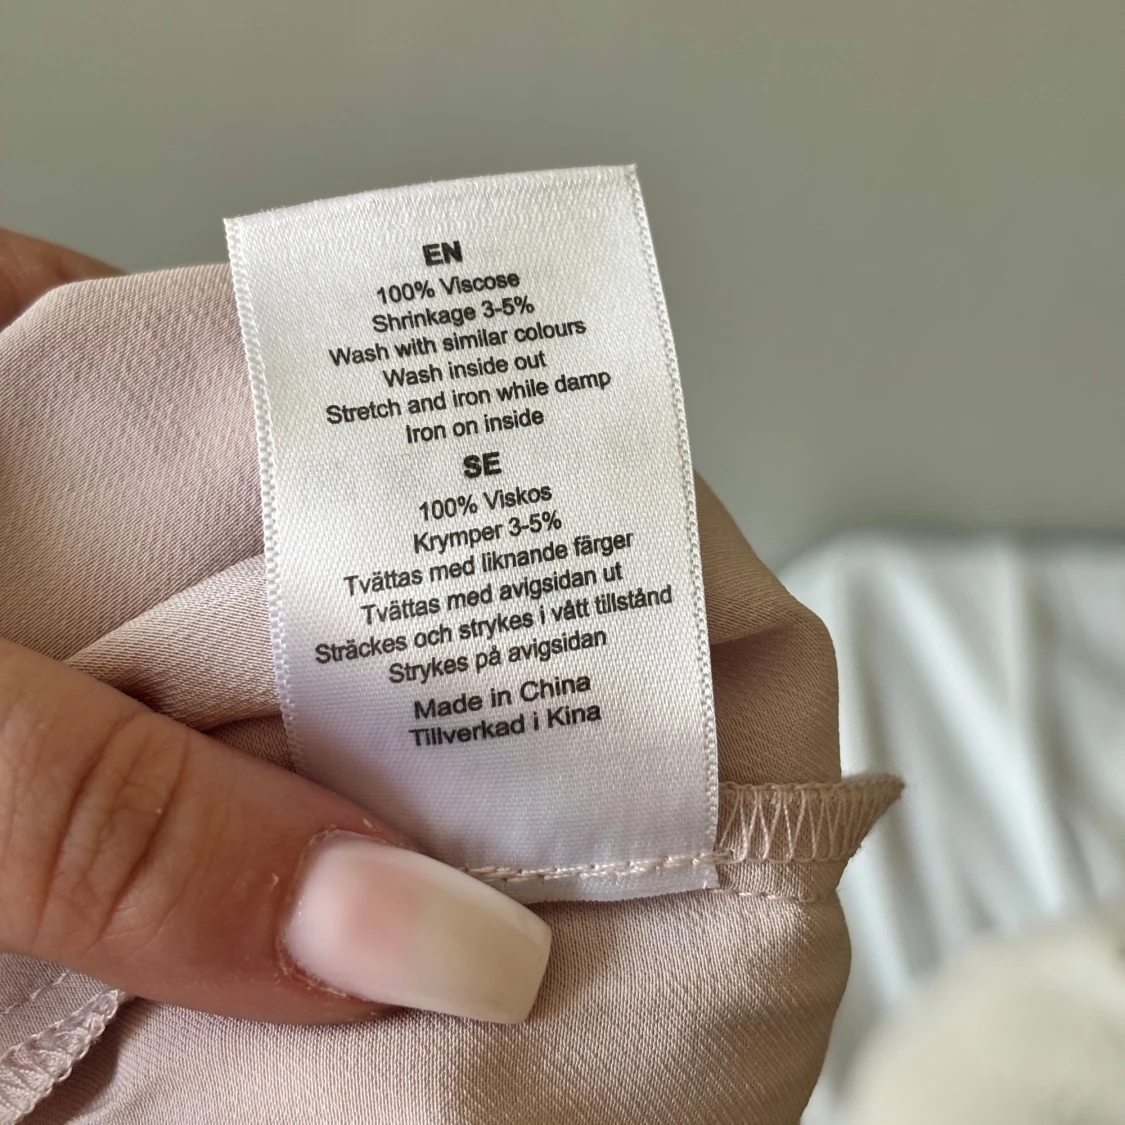 EN
100% Viscose
Shrinkage 3-5%
Wash with similar colours
Wash inside out
Stretch and iron while damp
Iron on inside
SE
100% Viskos
Krymper 3-5%
Tvättas med liknande färger
Tvättas med avigsidan ut
Sträckes och strykes i vått tillstånd
Strykes på avigsidan
Made in China
Tillverkad i Kina